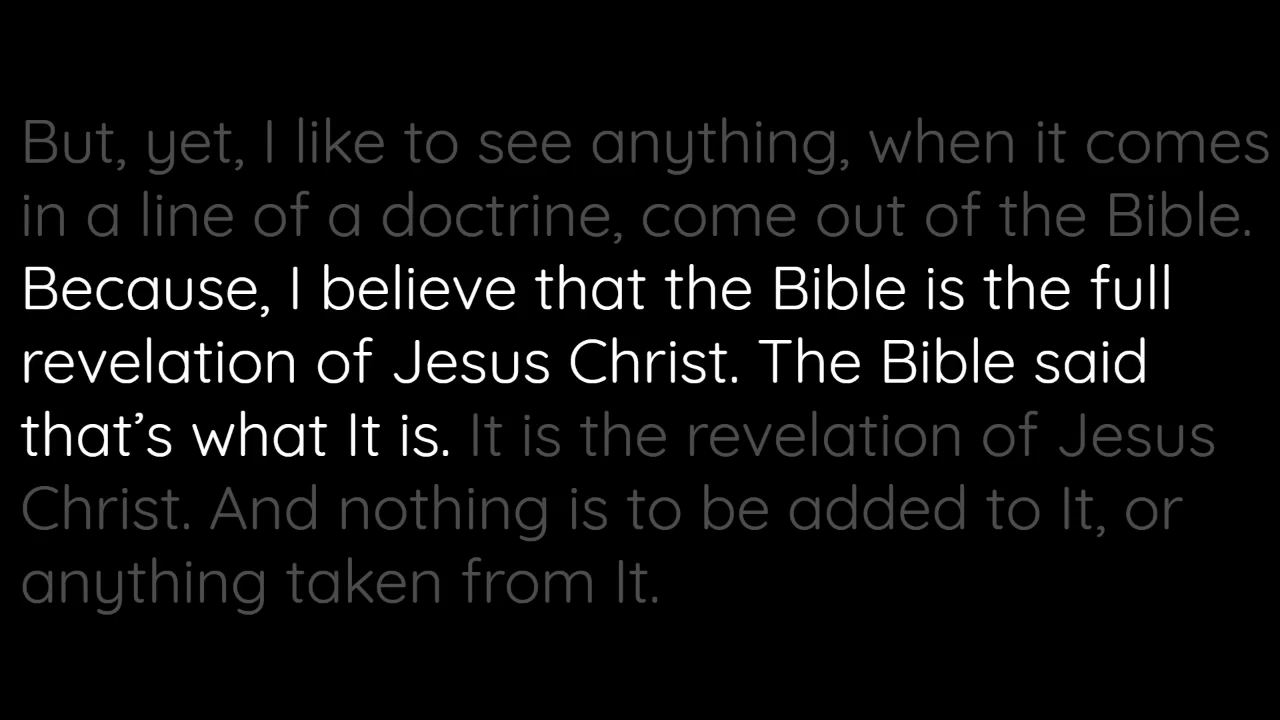 But, yet, I like to see anything, when it comes
in a line of a doctrine, come out of the Bible.
Because, I believe that the Bible is the full
revelation of Jesus Christ. The Bible said
that’s what It is. It is the revelation of Jesus
Christ. And nothing is to be added to It, or
anything taken from It.